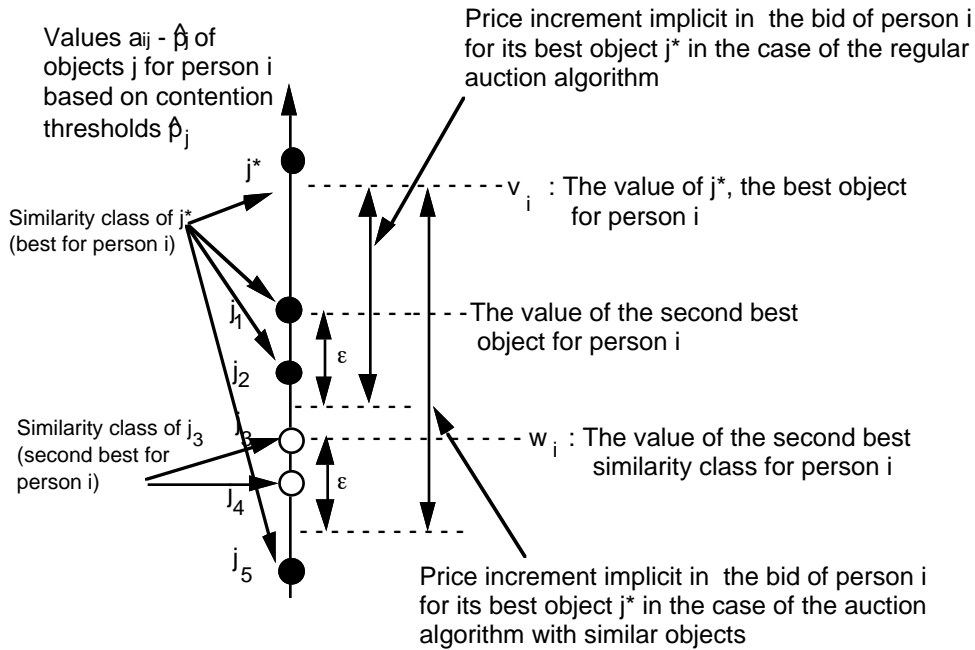 Values aij - p̂j of
objects j for person i
based on contention
thresholds p̂j
Price increment implicit in the bid of person i
for its best object j* in the case of the regular
auction algorithm
j*
v i : The value of j*, the best object
for person i
Similarity class of j*
(best for person i)
j1
The value of the second best
object for person i
ε
j2
Similarity class of j3
(second best for
person i)
j3
w i : The value of the second best
similarity class for person i
ε
j4
j5
Price increment implicit in the bid of person i
for its best object j* in the case of the auction
algorithm with similar objects